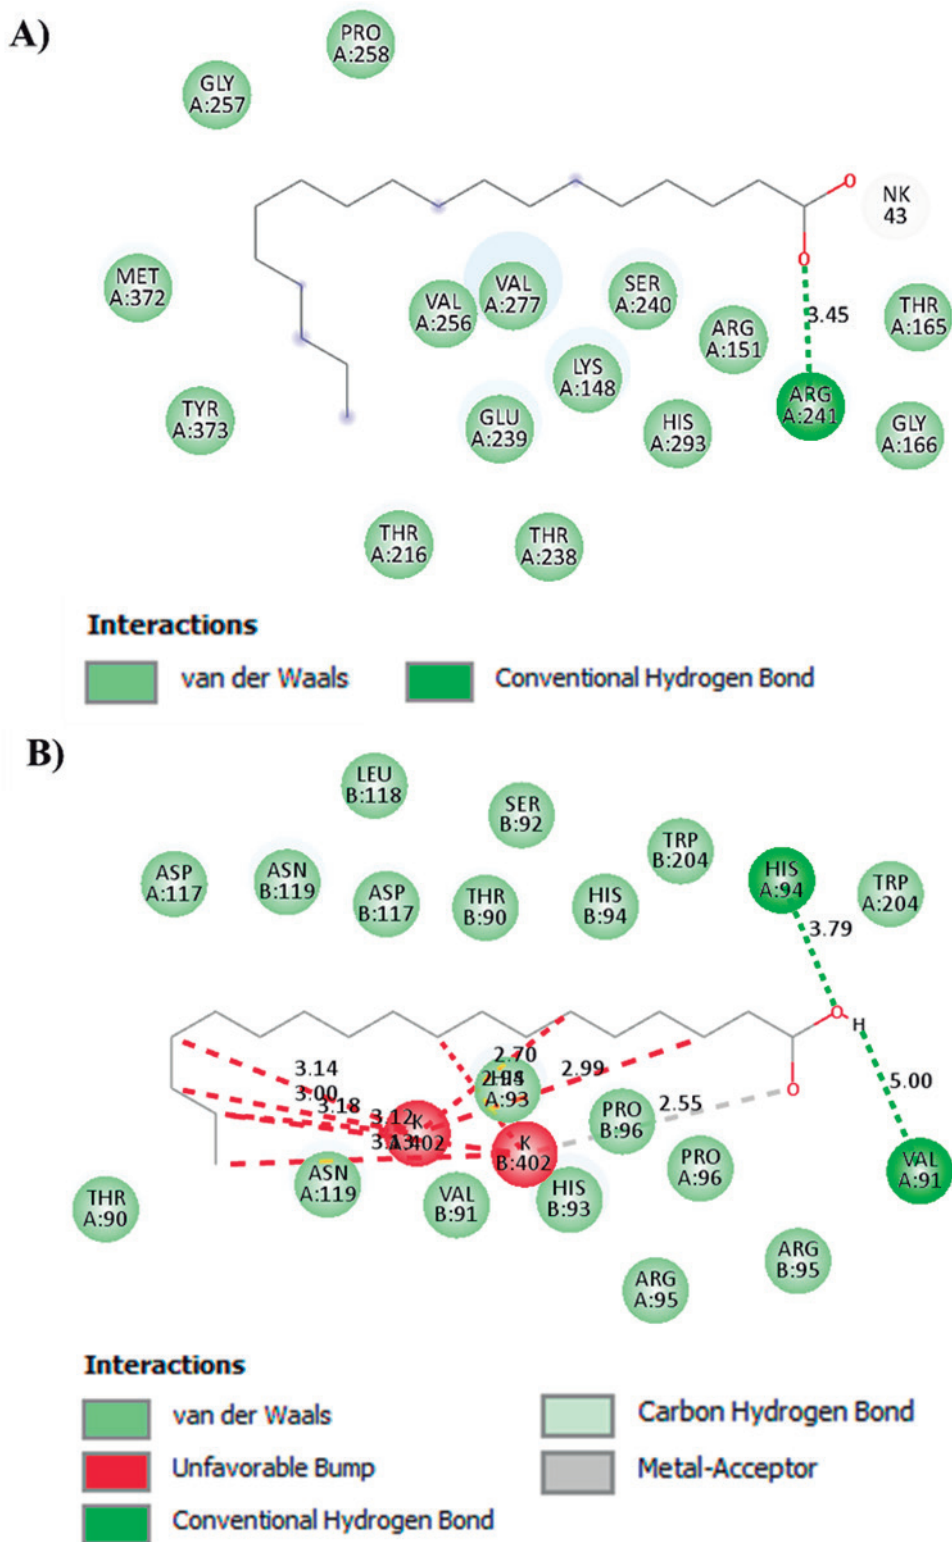 A)
PRO
A:258
GLY
A:257
O
NK
43
MET
A:372
O
VAL
A:256
VAL
A:277
SER
A:240
ARG
A:151
3.45
THR
A:165
LYS
A:148
TYR
A:373
GLU
A:239
HIS
A:293
ARG
A:241
GLY
A:166
THR
A:216
THR
A:238
Interactions
van der Waals
Conventional Hydrogen Bond
B)
LEU
B:118
SER
B:92
TRP
B:204
HIS
A:94
TRP
A:204
ASP
A:117
ASN
B:119
ASP
B:117
THR
B:90
HIS
B:94
3.79
O
H
3.14
2.70
2.99
5.00
3.00
3.18
A:93
2.55
O
3.12
PRO
B:96
K
A:402
K
B:402
PRO
A:96
VAL
A:91
ASN
A:119
VAL
B:91
HIS
B:93
THR
A:90
ARG
A:95
ARG
B:95
Interactions
van der Waals
Unfavorable Bump
Conventional Hydrogen Bond
Carbon Hydrogen Bond
Metal-Acceptor